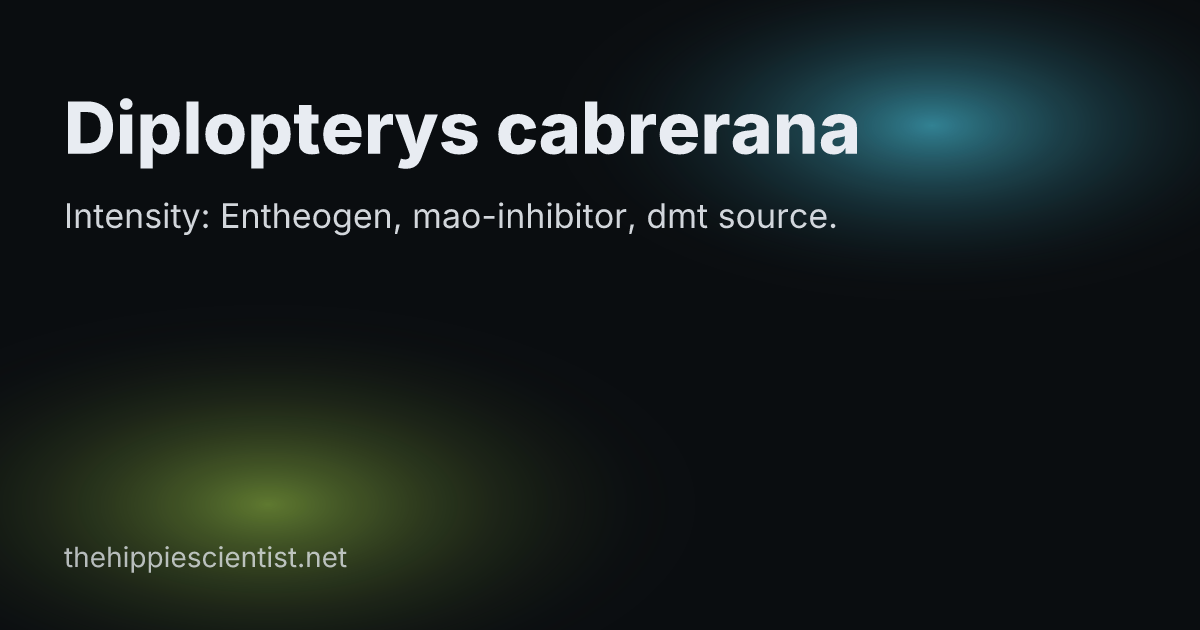 Diplopterys cabrerana
Intensity: Entheogen, mao-inhibitor, dmt source.
thehippiescientist.net